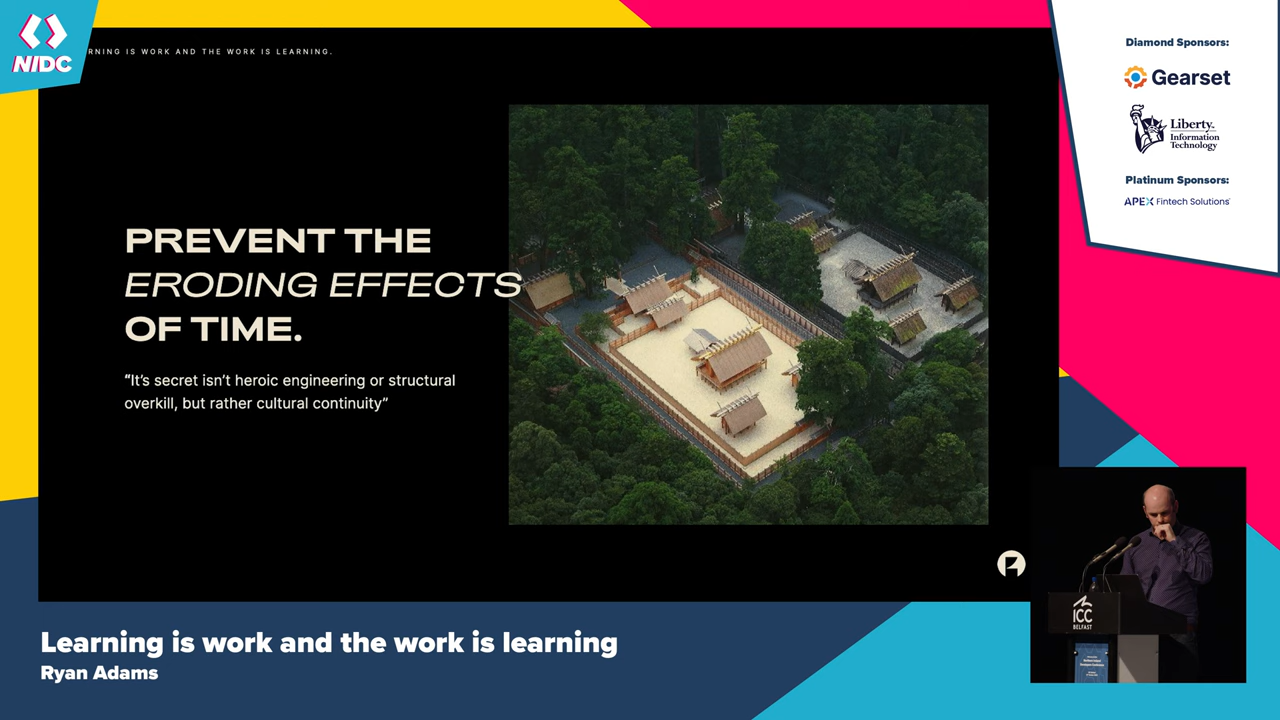 NIDC
RNING IS WORK AND THE WORK IS LEARNING.
PREVENT THE
ERODING EFFECTS
OF TIME.
“It’s secret isn’t heroic engineering or structural
overkill, but rather cultural continuity”
Diamond Sponsors:
Gearset
Liberty
Information
Technology
Platinum Sponsors:
APEX Fintech Solutions
ICC
BELFAST
Learning is work and the work is learning
Ryan Adams